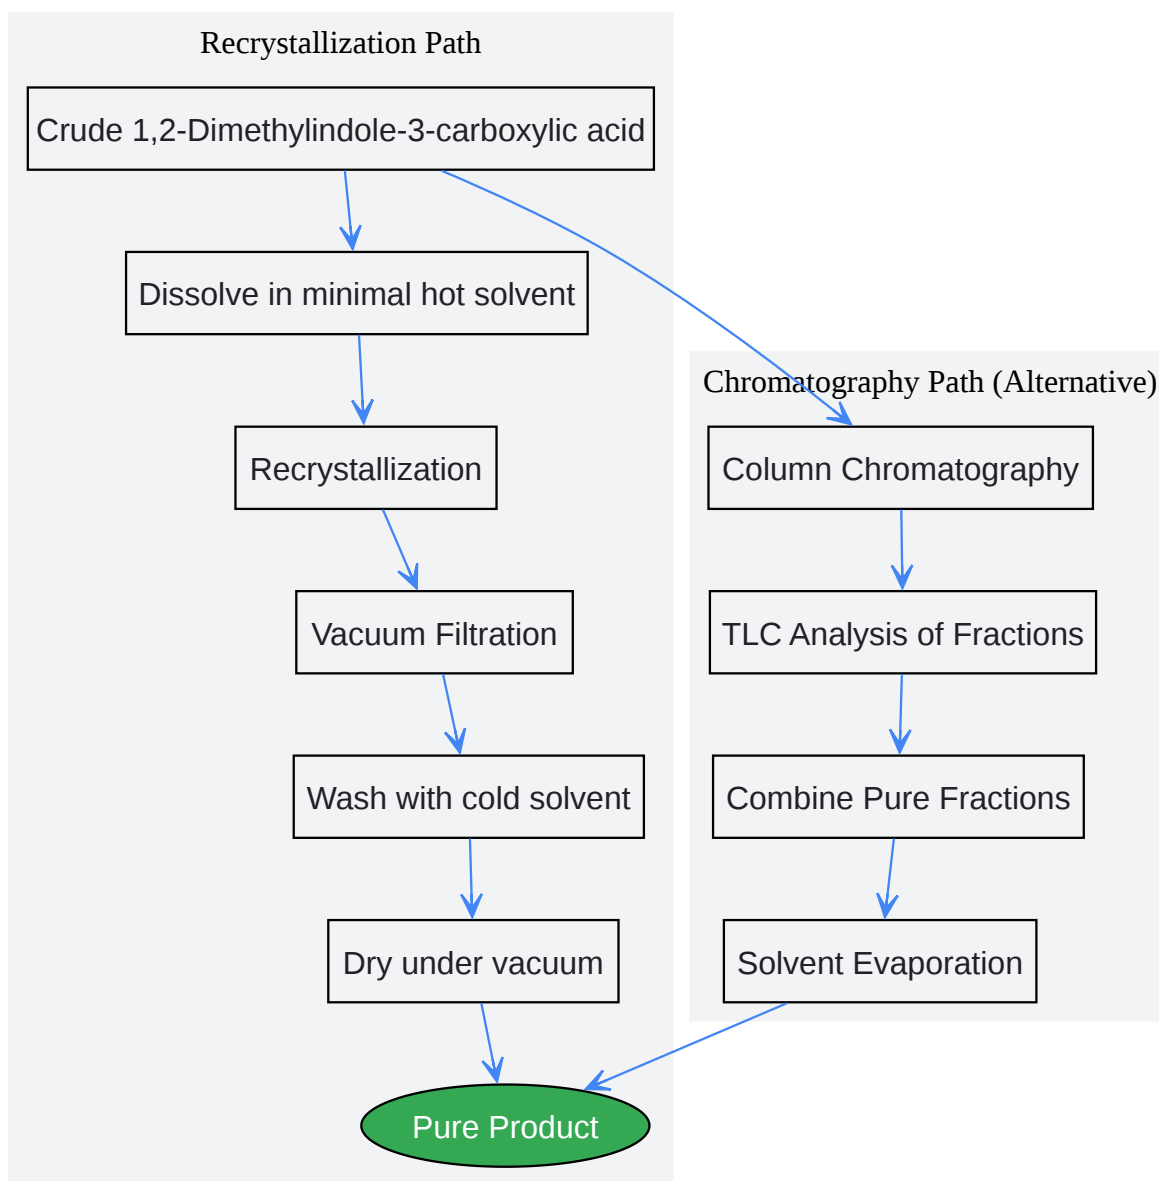 Recrystallization Path
Crude 1,2-Dimethylindole-3-carboxylic acid
Dissolve in minimal hot solvent
Recrystallization
Vacuum Filtration
Wash with cold solvent
Dry under vacuum
Pure Product
Chromatography Path (Alternative)
Column Chromatography
TLC Analysis of Fractions
Combine Pure Fractions
Solvent Evaporation